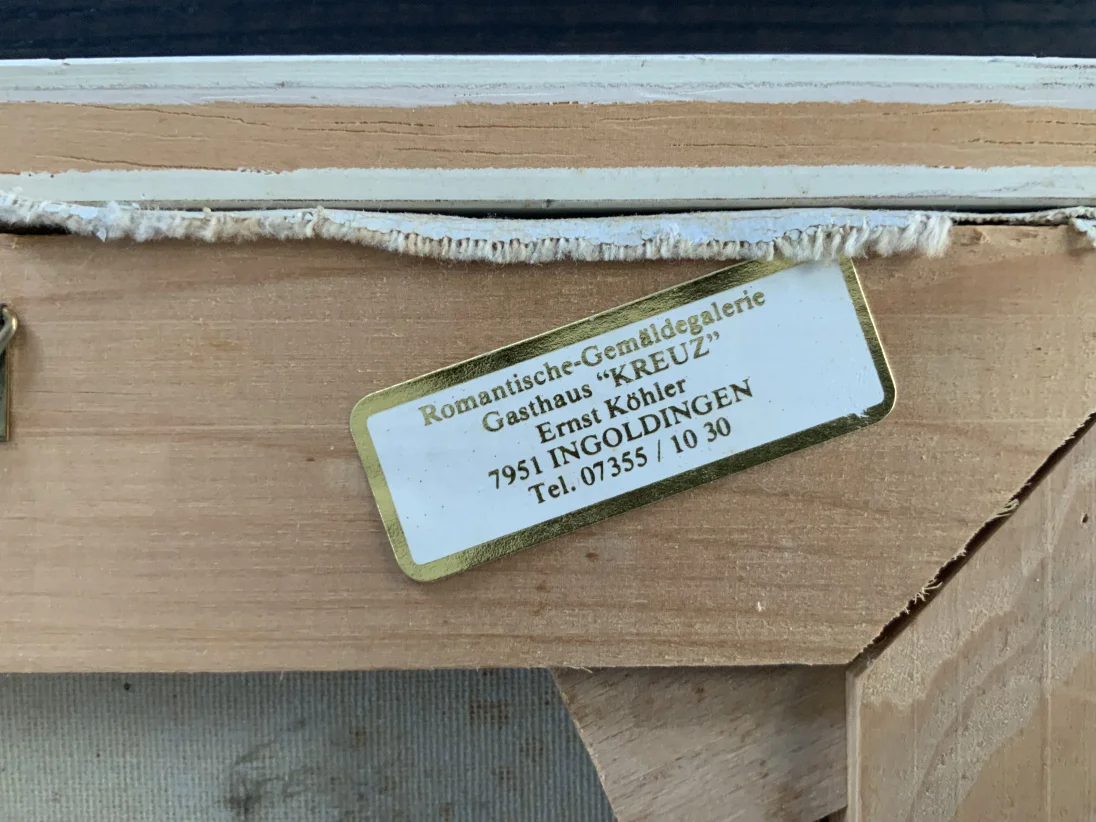 Romantische-Gemäldegalerie
Gasthaus “KREUZ”
Ernst Köhler
7951 INGOLDINGEN
Tel. 07355 / 10 30